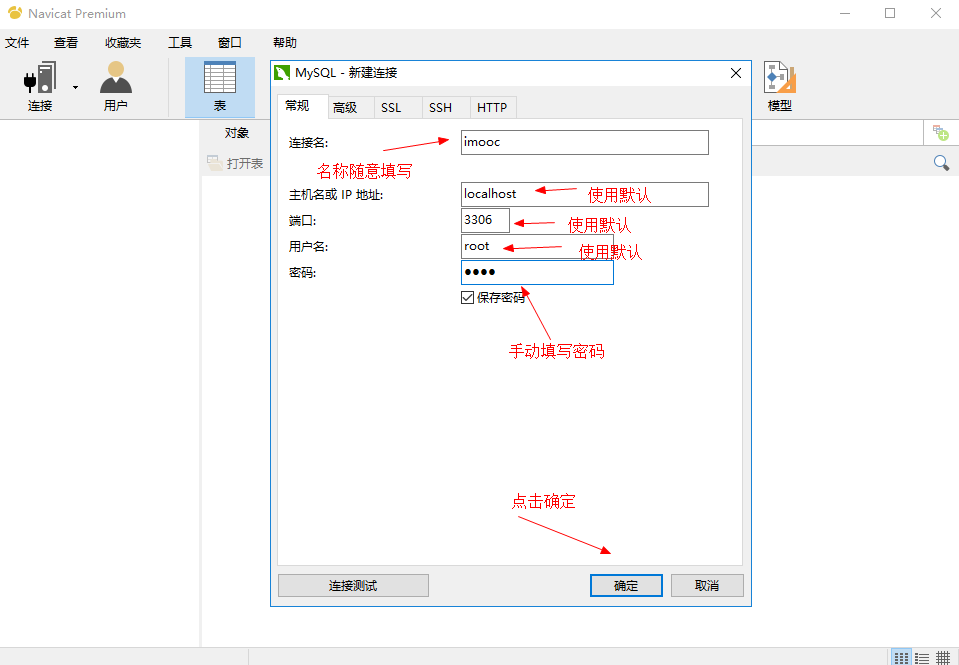 Navicat Premium
文件 查看 收藏夹 工具 窗口 帮助
连接 用户 表 模型
对象
打开表
MySQL - 新建连接
常规 高级 SSL SSH HTTP
连接名: imooc
名称随意填写
主机名或 IP 地址: localhost 使用默认
端口: 3306 使用默认
用户名: root 使用默认
密码: ●●●●
保存密码
手动填写密码
点击确定
连接测试 确定 取消